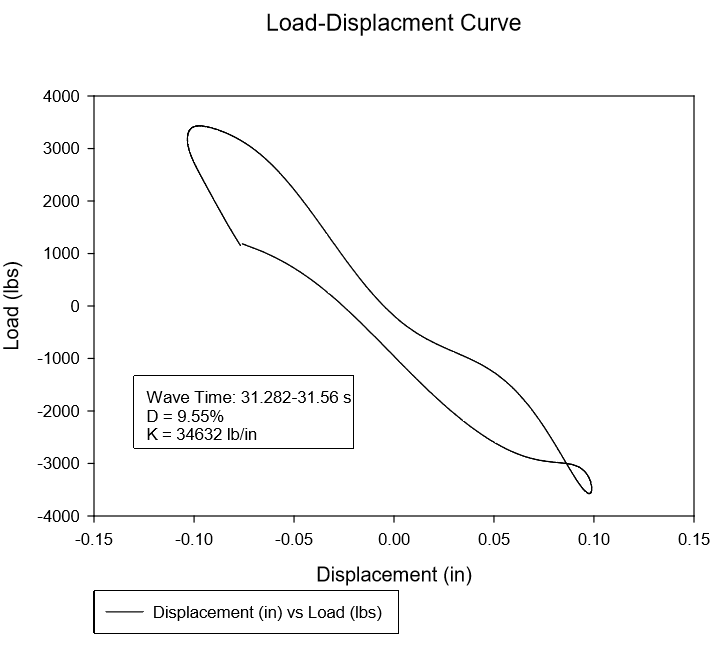 Load-Displacment Curve
4000
3000
2000
1000
0
-1000
-2000
-3000
-4000
Load (lbs)
Wave Time: 31.282-31.56 s
D = 9.55%
K = 34632 lb/in
-0.15
-0.10
-0.05
0.00
0.05
0.10
0.15
Displacement (in)
Displacement (in) vs Load (lbs)